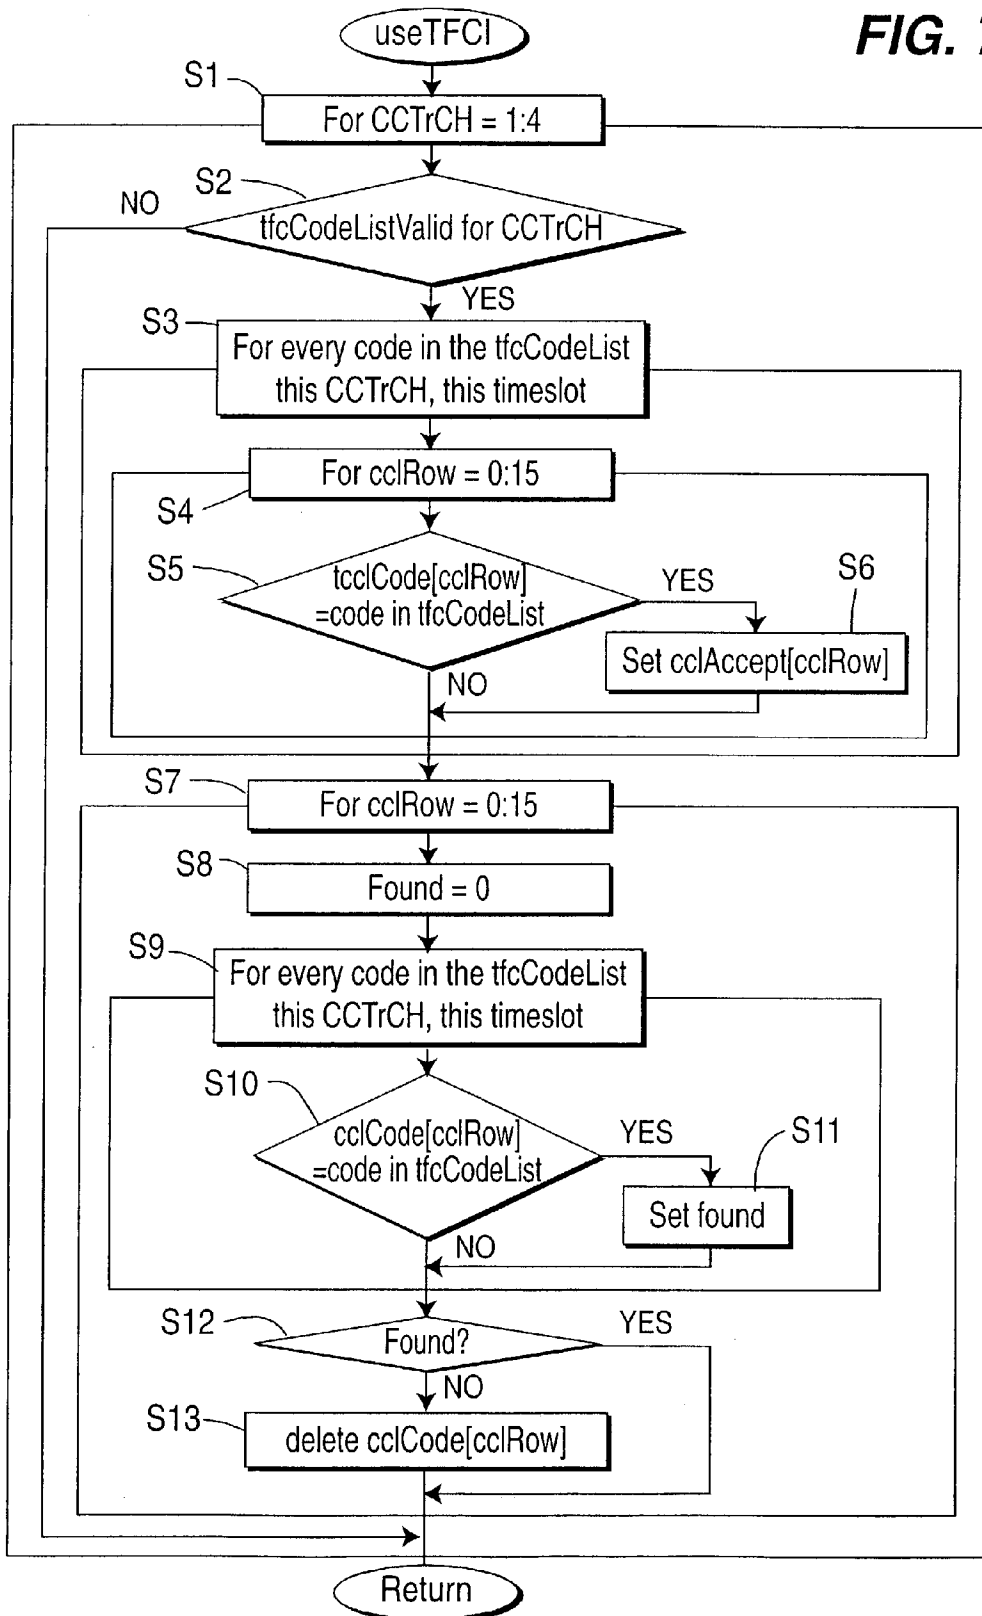 useTFCI
FIG. 7
S1
For CCTrCH = 1:4
S2
NO
tfcCodeListValid for CCTrCH
YES
S3
For every code in the tfcCodeList
this CCTrCH, this timeslot
For cclRow = 0:15
S4
S5
tcclCode[cclRow]
=code in tfcCodeList
YES
S6
Set cclAccept[cclRow]
NO
S7
For cclRow = 0:15
S8
Found = 0
S9
For every code in the tfcCodeList
this CCTrCH, this timeslot
S10
cclCode[cclRow]
=code in tfcCodeList
YES
S11
Set found
NO
S12
Found?
YES
NO
S13
delete cclCode[cclRow]
Return